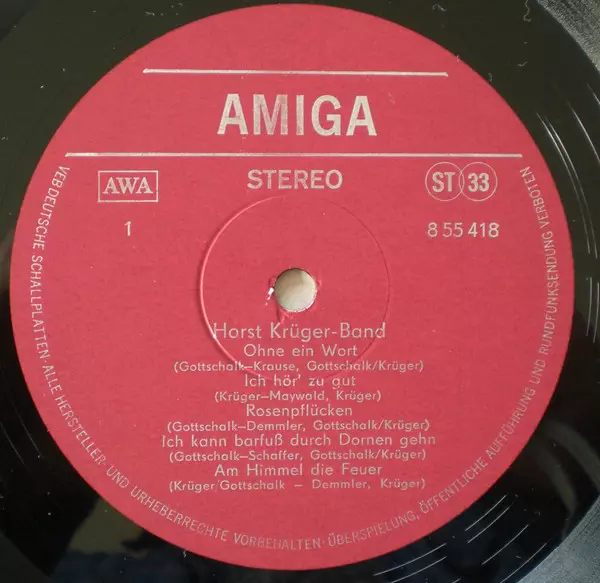 AMIGA
AWA
STEREO
ST 33
1
8 55 418
Horst Krüger-Band
Ohne ein Wort
(Gottschalk–Krause, Gottschalk/Krüger)
Ich hör' zu gut
(Krüger–Maywald, Krüger)
Rosenpflücken
(Gottschalk–Demmler, Gottschalk/Krüger)
Ich kann barfuß durch Dornen gehn
(Gottschalk–Schaffer, Gottschalk/Krüger)
Am Himmel die Feuer
(Krüger/Gottschalk – Demmler, Krüger)
VEB DEUTSCHE SCHALLPLATTEN · ALLE HERSTELLER- UND URHEBERRECHTE VORBEHALTEN · ÜBERSPIELUNG, ÖFFENTLICHE AUFFÜHRUNG UND RUNDFUNKSENDUNG VERBOTEN